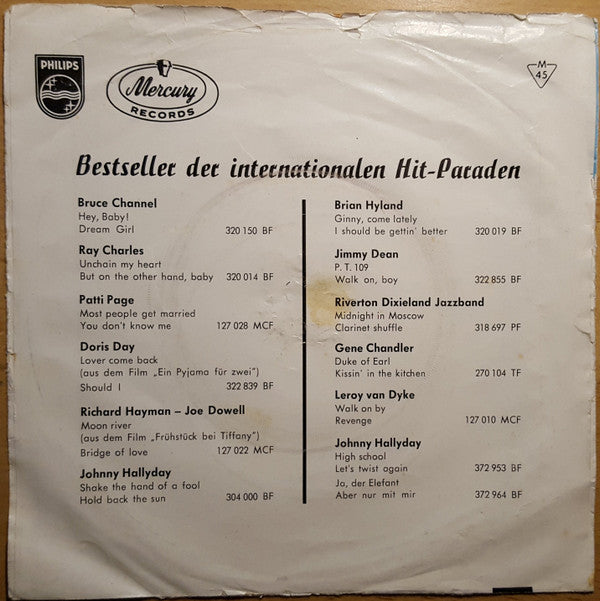 PHILIPS
Mercury
RECORDS
M
45
Bestseller der internationalen Hit-Paraden
Bruce Channel
Hey, Baby!
Dream Girl 320 150 BF
Ray Charles
Unchain my heart
But on the other hand, baby 320 014 BF
Patti Page
Most people get married
You don't know me 127 028 MCF
Doris Day
Lover come back
(aus dem Film „Ein Pyjama für zwei")
Should I 322 839 BF
Richard Hayman – Joe Dowell
Moon river
(aus dem Film „Frühstück bei Tiffany")
Bridge of love 127 022 MCF
Johnny Hallyday
Shake the hand of a fool
Hold back the sun 304 000 BF
Brian Hyland
Ginny, come lately
I should be gettin' better 320 019 BF
Jimmy Dean
P. T. 109
Walk on, boy 322 855 BF
Riverton Dixieland Jazzband
Midnight in Moscow
Clarinet shuffle 318 697 PF
Gene Chandler
Duke of Earl
Kissin' in the kitchen 270 104 TF
Leroy van Dyke
Walk on by
Revenge 127 010 MCF
Johnny Hallyday
High school
Let's twist again 372 953 BF
Ja, der Elefant
Aber nur mit mir 372 964 BF